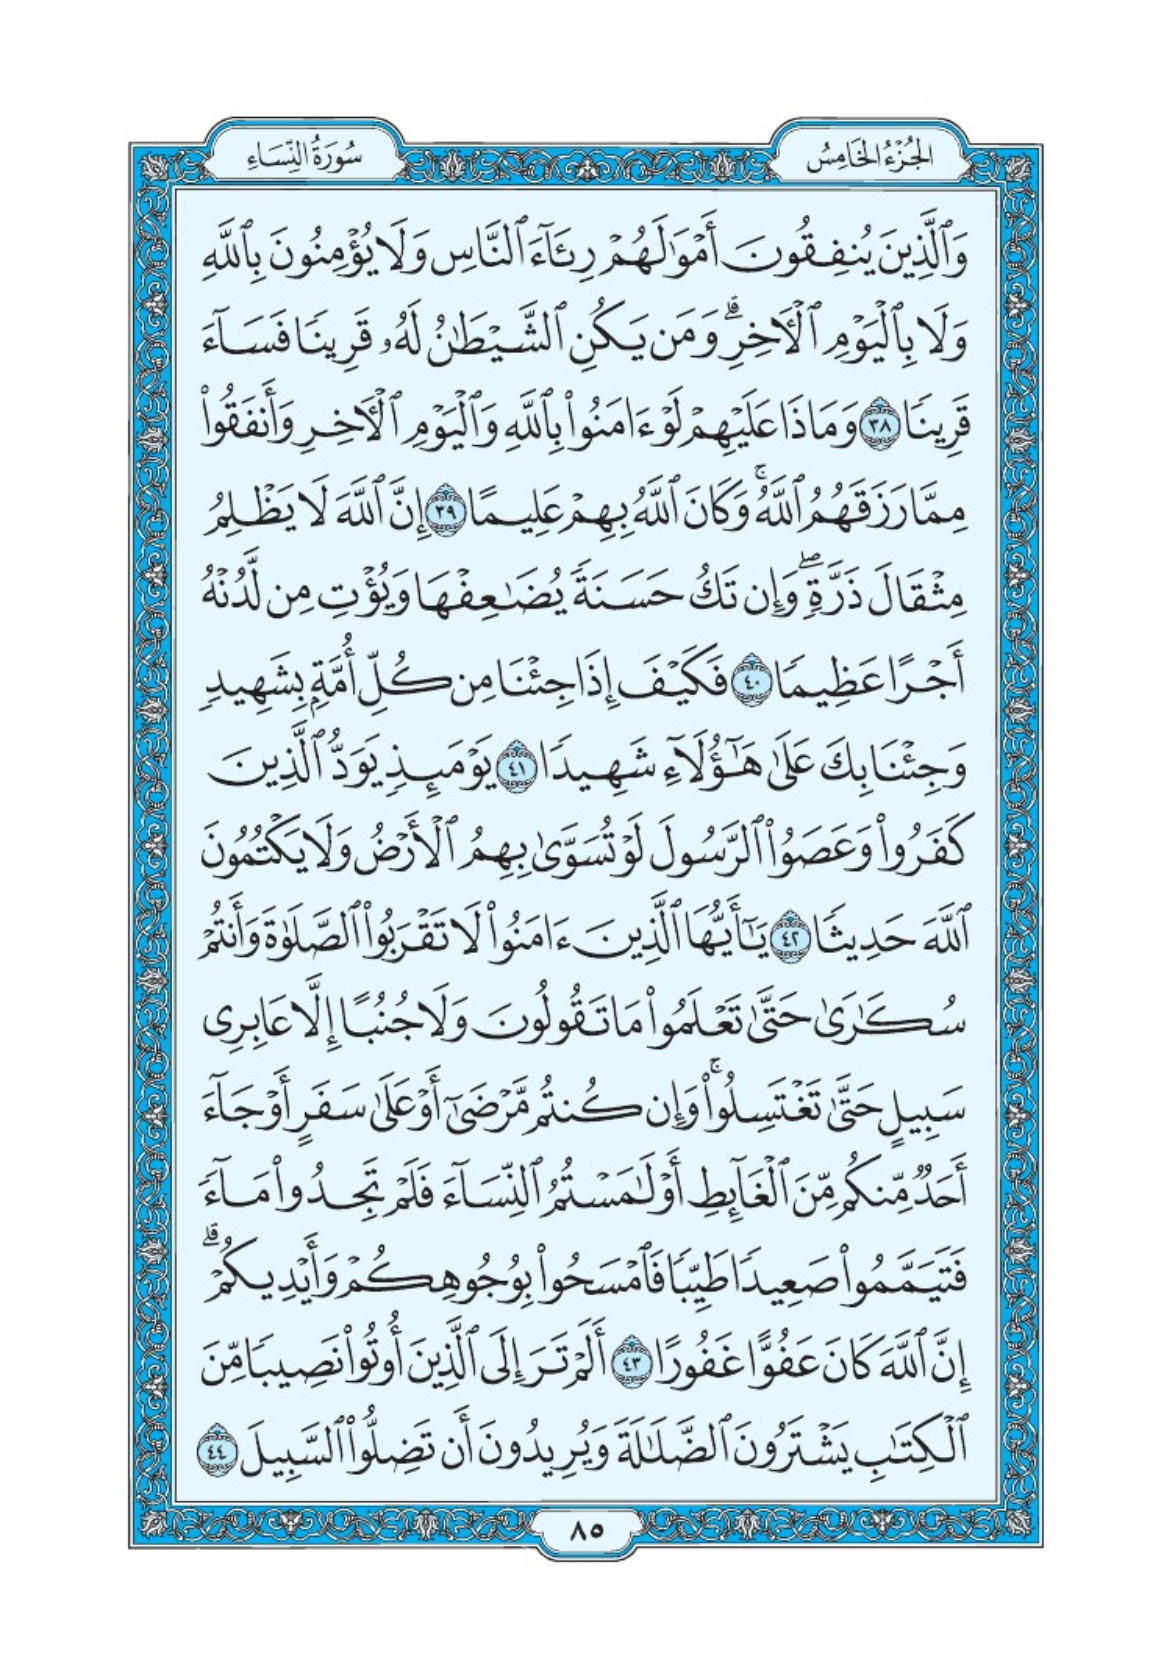 الجُزْءُ الخَامِسُ
سُورَةُ النِّسَاءِ
وَٱلَّذِينَ يُنفِقُونَ أَمْوَٰلَهُمْ رِئَآءَ ٱلنَّاسِ وَلَا يُؤْمِنُونَ بِٱللَّهِ
وَلَا بِٱلْيَوْمِ ٱلْأَخِرِۗ وَمَن يَكُنِ ٱلشَّيْطَٰنُ لَهُۥ قَرِينًا فَسَآءَ
قَرِينًا ٣٨ وَمَاذَا عَلَيْهِمْ لَوْ ءَامَنُوا۟ بِٱللَّهِ وَٱلْيَوْمِ ٱلْأَخِرِ وَأَنفَقُوا۟
مِمَّا رَزَقَهُمُ ٱللَّهُۚ وَكَانَ ٱللَّهُ بِهِمْ عَلِيمًا ٣٩ إِنَّ ٱللَّهَ لَا يَظْلِمُ
مِثْقَالَ ذَرَّةٍۖ وَإِن تَكُ حَسَنَةً يُضَٰعِفْهَا وَيُؤْتِ مِن لَّدُنْهُ
أَجْرًا عَظِيمًا ٤٠ فَكَيْفَ إِذَا جِئْنَا مِن كُلِّ أُمَّةٍۭ بِشَهِيدٍ
وَجِئْنَا بِكَ عَلَىٰ هَٰٓؤُلَآءِ شَهِيدًا ٤١ يَوْمَئِذٍ يَوَدُّ ٱلَّذِينَ
كَفَرُوا۟ وَعَصَوُا۟ ٱلرَّسُولَ لَوْ تُسَوَّىٰ بِهِمُ ٱلْأَرْضُ وَلَا يَكْتُمُونَ
ٱللَّهَ حَدِيثًا ٤٢ يَٰٓأَيُّهَا ٱلَّذِينَ ءَامَنُوا۟ لَا تَقْرَبُوا۟ ٱلصَّلَوٰةَ وَأَنتُمْ
سُكَٰرَىٰ حَتَّىٰ تَعْلَمُوا۟ مَا تَقُولُونَ وَلَا جُنُبًا إِلَّا عَابِرِى
سَبِيلٍ حَتَّىٰ تَغْتَسِلُوا۟ۚ وَإِن كُنتُم مَّرْضَىٰٓ أَوْ عَلَىٰ سَفَرٍ أَوْ جَآءَ
أَحَدٌ مِّنكُم مِّنَ ٱلْغَآئِطِ أَوْ لَٰمَسْتُمُ ٱلنِّسَآءَ فَلَمْ تَجِدُوا۟ مَآءً
فَتَيَمَّمُوا۟ صَعِيدًا طَيِّبًا فَٱمْسَحُوا۟ بِوُجُوهِكُمْ وَأَيْدِيكُمْۗ
إِنَّ ٱللَّهَ كَانَ عَفُوًّا غَفُورًا ٤٣ أَلَمْ تَرَ إِلَى ٱلَّذِينَ أُوتُوا۟ نَصِيبًا مِّنَ
ٱلْكِتَٰبِ يَشْتَرُونَ ٱلضَّلَٰلَةَ وَيُرِيدُونَ أَن تَضِلُّوا۟ ٱلسَّبِيلَ ٤٤
٨٥